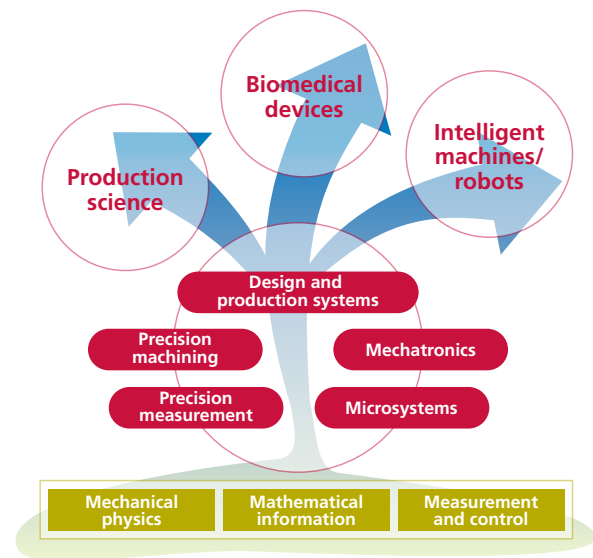 Biomedical
devices
Intelligent
machines/
robots
Production
science
Design and
production systems
Precision
machining
Mechatronics
Precision
measurement
Microsystems
Mechanical
physics
Mathematical
information
Measurement
and control